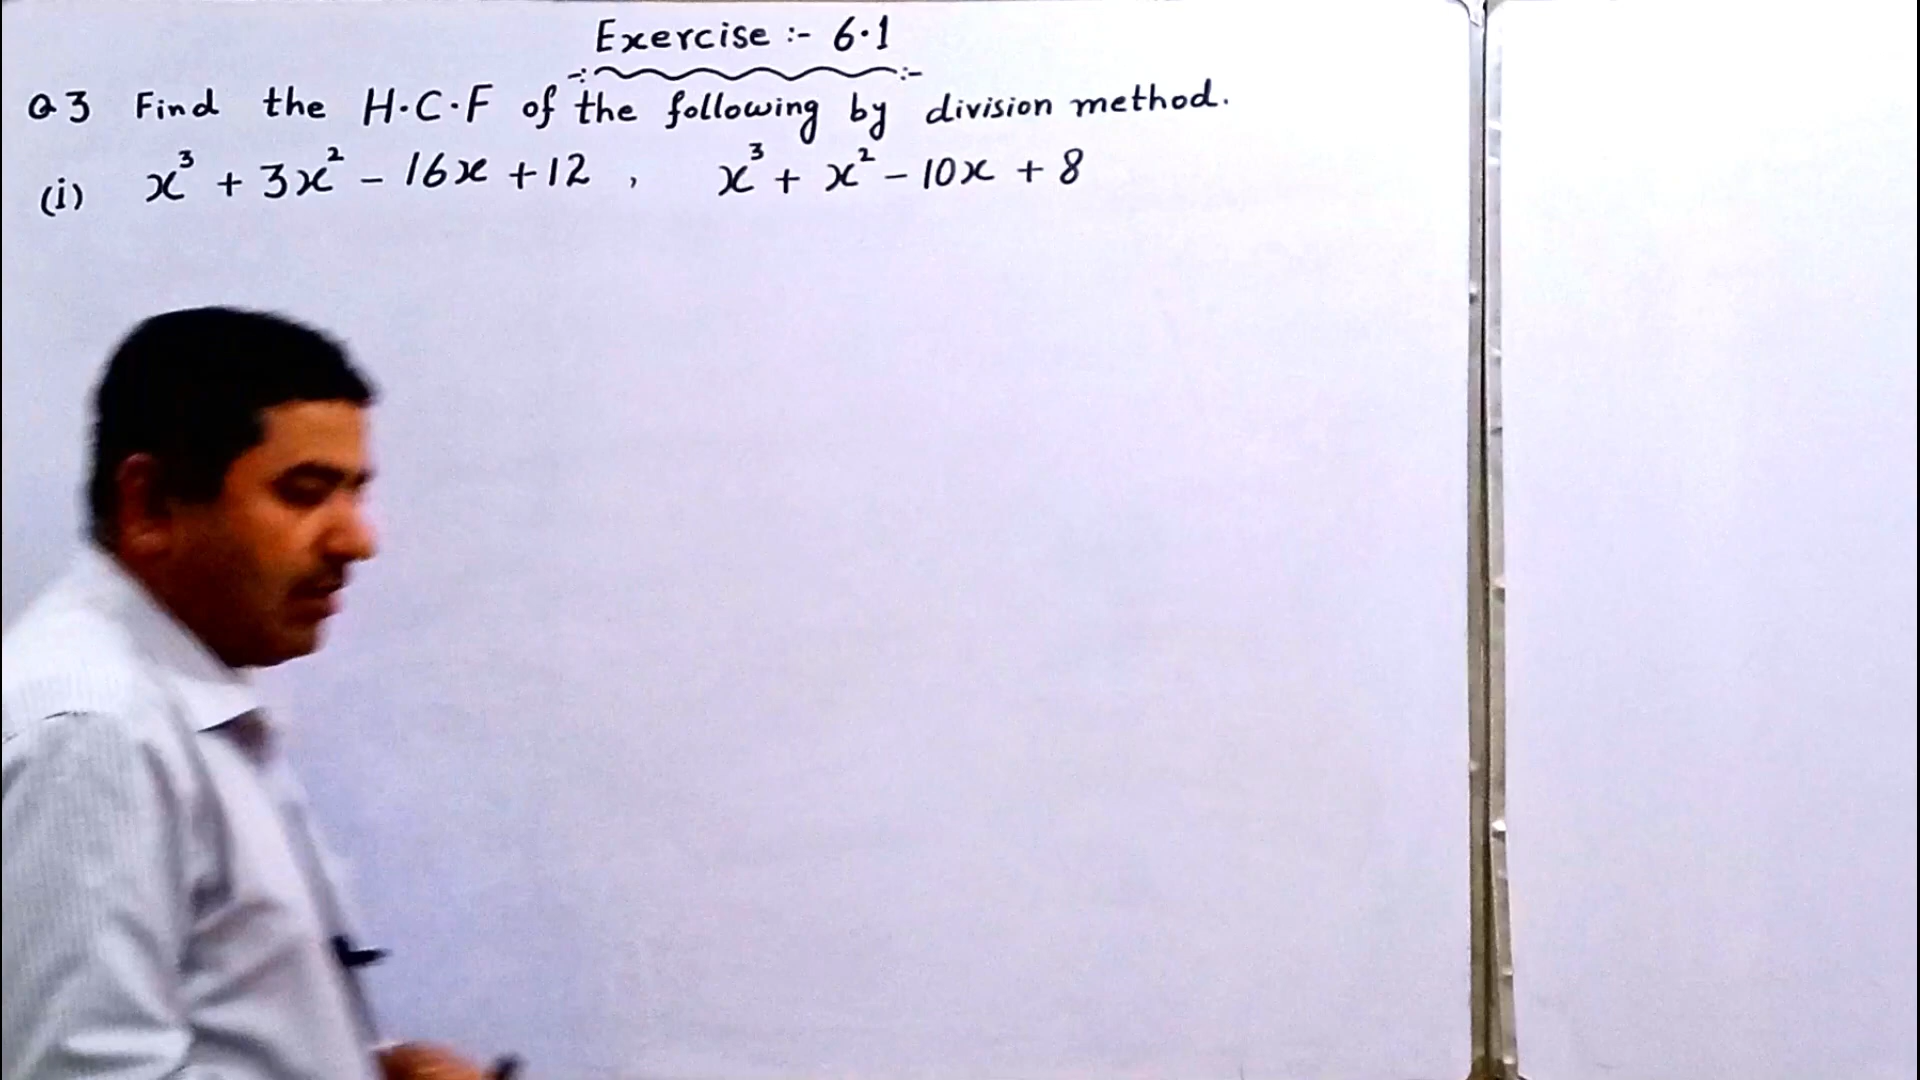 Exercise :- 6.1
Q3 Find the H.C.F of the following by division method.
(i) x³ + 3x² - 16x + 12 , x³ + x² - 10x + 8